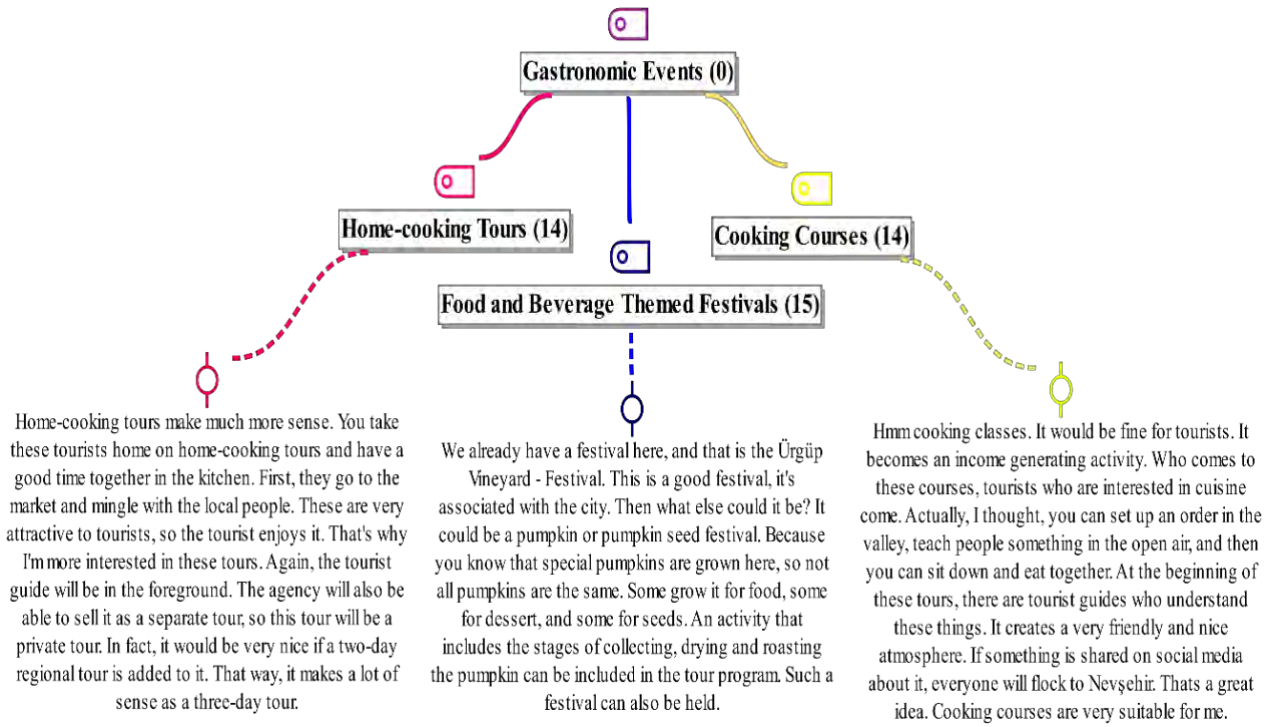 Gastronomic Events (0)
Home-cooking Tours (14)
Cooking Courses (14)
Food and Beverage Themed Festivals (15)
Home-cooking tours make much more sense. You take
these tourists home on home-cooking tours and have a
good time together in the kitchen. First, they go to the
market and mingle with the local people. These are very
attractive to tourists, so the tourist enjoys it. That's why
I'm more interested in these tours. Again, the tourist
guide will be in the foreground. The agency will also be
able to sell it as a separate tour, so this tour will be a
private tour. In fact, it would be very nice if a two-day
regional tour is added to it. That way, it makes a lot of
sense as a three-day tour.
We already have a festival here, and that is the Ürgüp
Vineyard - Festival. This is a good festival, it's
associated with the city. Then what else could it be? It
could be a pumpkin or pumpkin seed festival. Because
you know that special pumpkins are grown here, so not
all pumpkins are the same. Some grow it for food, some
for dessert, and some for seeds. An activity that
includes the stages of collecting, drying and roasting
the pumpkin can be included in the tour program. Such a
festival can also be held.
Hmm cooking classes. It would be fine for tourists. It
becomes an income generating activity. Who comes to
these courses, tourists who are interested in cuisine
come. Actually, I thought, you can set up an order in the
valley, teach people something in the open air, and then
you can sit down and eat together. At the beginning of
these tours, there are tourist guides who understand
these things. It creates a very friendly and nice
atmosphere. If something is shared on social media
about it, everyone will flock to Nevşehir. Thats a great
idea. Cooking courses are very suitable for me.